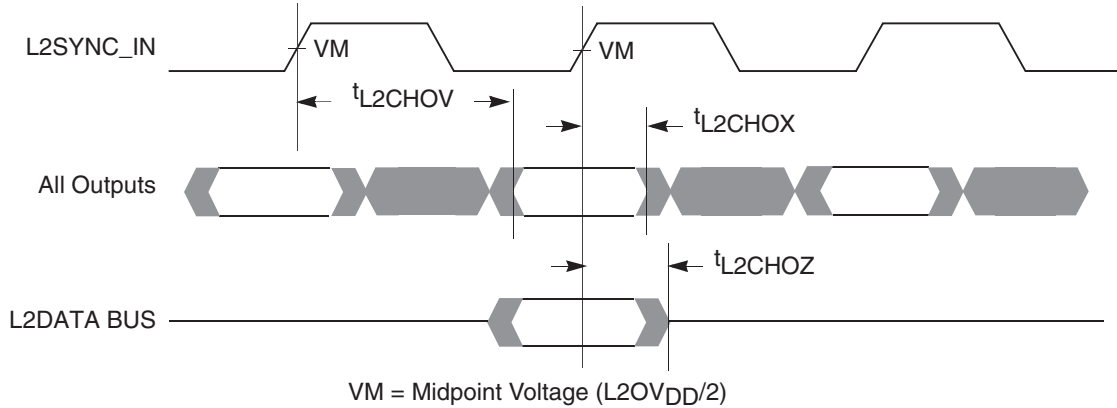 L2SYNC_IN
VM
VM
tL2CHOV
tL2CHOX
All Outputs
tL2CHOZ
L2DATA BUS
VM = Midpoint Voltage (L2OVDD/2)